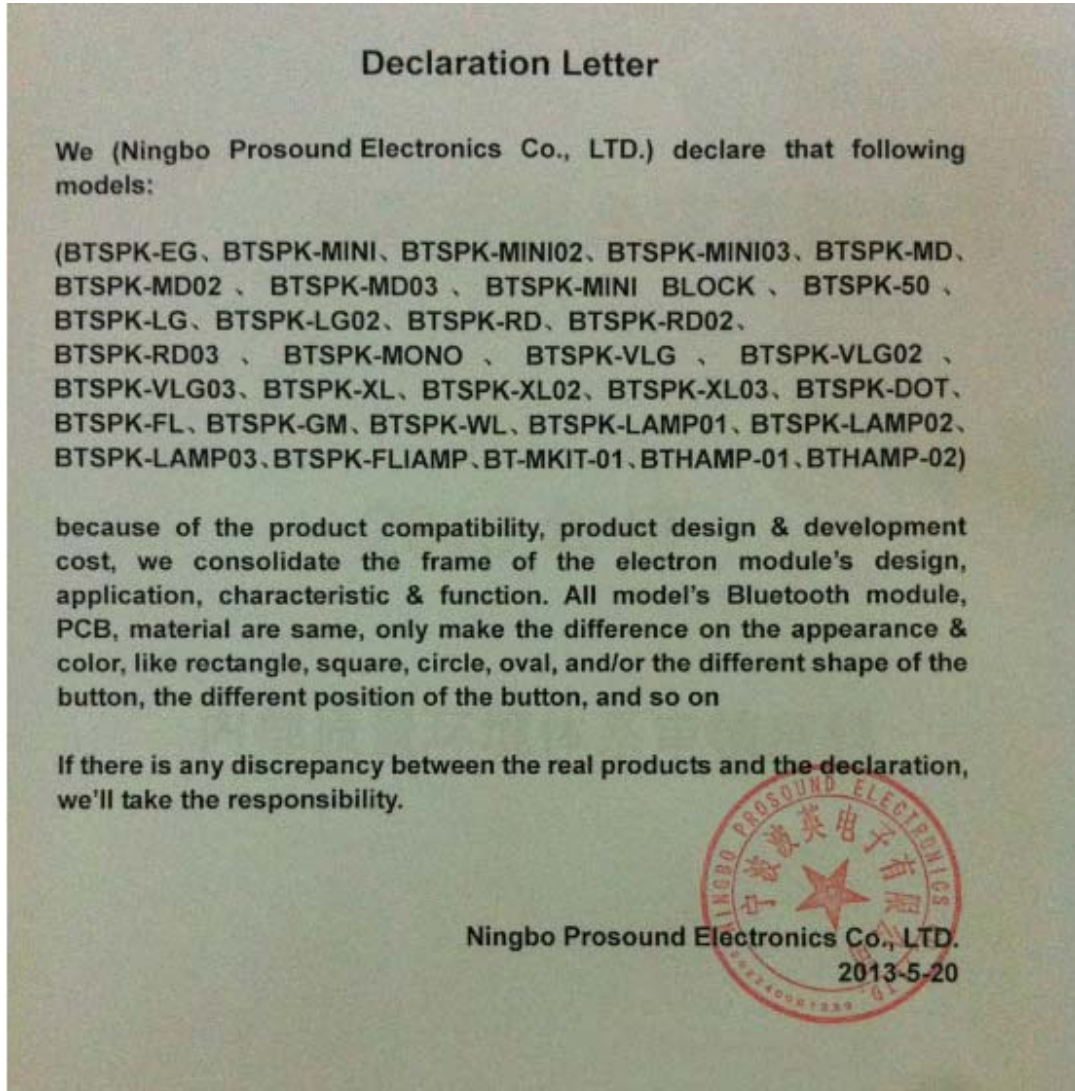 Declaration Letter
We (Ningbo Prosound Electronics Co., LTD.) declare that following
models:
(BTSPK-EG、BTSPK-MINI、BTSPK-MINI02、BTSPK-MINI03、BTSPK-MD、
BTSPK-MD02 、 BTSPK-MD03 、 BTSPK-MINI BLOCK 、 BTSPK-50 、
BTSPK-LG、BTSPK-LG02、BTSPK-RD、BTSPK-RD02、
BTSPK-RD03 、 BTSPK-MONO 、 BTSPK-VLG 、 BTSPK-VLG02 、
BTSPK-VLG03、BTSPK-XL、BTSPK-XL02、BTSPK-XL03、BTSPK-DOT、
BTSPK-FL、BTSPK-GM、BTSPK-WL、BTSPK-LAMP01、BTSPK-LAMP02、
BTSPK-LAMP03、BTSPK-FLIAMP、BT-MKIT-01、BTHAMP-01、BTHAMP-02)
because of the product compatibility, product design & development
cost, we consolidate the frame of the electron module's design,
application, characteristic & function. All model's Bluetooth module,
PCB, material are same, only make the difference on the appearance &
color, like rectangle, square, circle, oval, and/or the different shape of the
button, the different position of the button, and so on
If there is any discrepancy between the real products and the declaration,
we'll take the responsibility.
NINGBO PROSOUND ELECTRONICS CO., LTD.
宁波波英电子有限公司
Ningbo Prosound Electronics Co., LTD.
2013-5-20